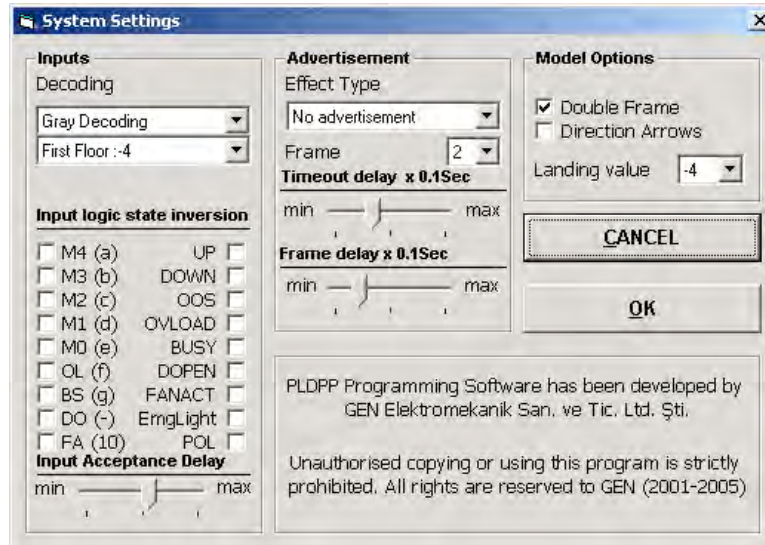 System Settings
Inputs
Decoding
Gray Decoding
First Floor :-4
Input logic state inversion
M4 (a) UP
M3 (b) DOWN
M2 (c) OOS
M1 (d) OVLOAD
M0 (e) BUSY
OL (f) DOPEN
BS (g) FANACT
DO (-) EmgLight
FA (10) POL
Input Acceptance Delay
min max
Advertisement
Effect Type
No advertisement
Frame 2
Timeout delay x 0.1Sec
min max
Frame delay x 0.1Sec
min max
Model Options
Double Frame
Direction Arrows
Landing value -4
CANCEL
OK
PLDPP Programming Software has been developed by
GEN Elektromekanik San. ve Tic. Ltd. Şti.
Unauthorised copying or using this program is strictly
prohibited. All rights are reserved to GEN (2001-2005)